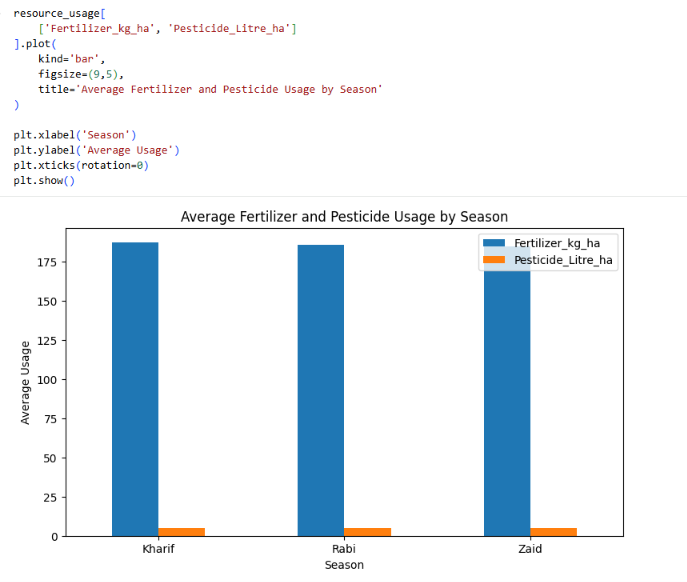 resource_usage[
    ['Fertilizer_kg_ha', 'Pesticide_Litre_ha']
].plot(
    kind='bar',
    figsize=(9,5),
    title='Average Fertilizer and Pesticide Usage by Season'
)
plt.xlabel('Season')
plt.ylabel('Average Usage')
plt.xticks(rotation=0)
plt.show()
Average Fertilizer and Pesticide Usage by Season
Fertilizer_kg_ha
Pesticide_Litre_ha
Average Usage
175
150
125
100
75
50
25
0
Kharif Rabi Zaid
Season